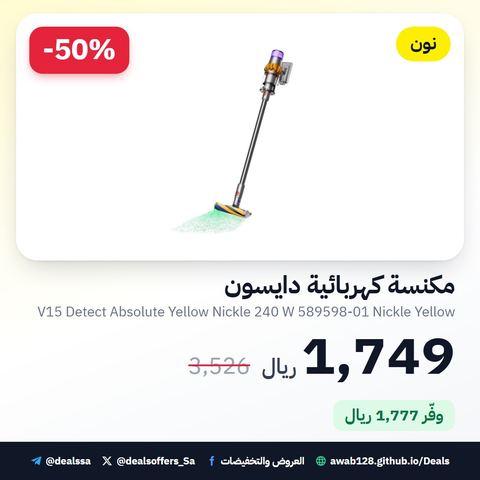 -50%
نون
مكنسة كهربائية دايسون
V15 Detect Absolute Yellow Nickle 240 W 589598-01 Nickle Yellow
1,749 ريال 3,526
وفّر 1,777 ريال
@dealssa @dealsoffers_Sa العروض والتخفيضات awab128.github.io/Deals